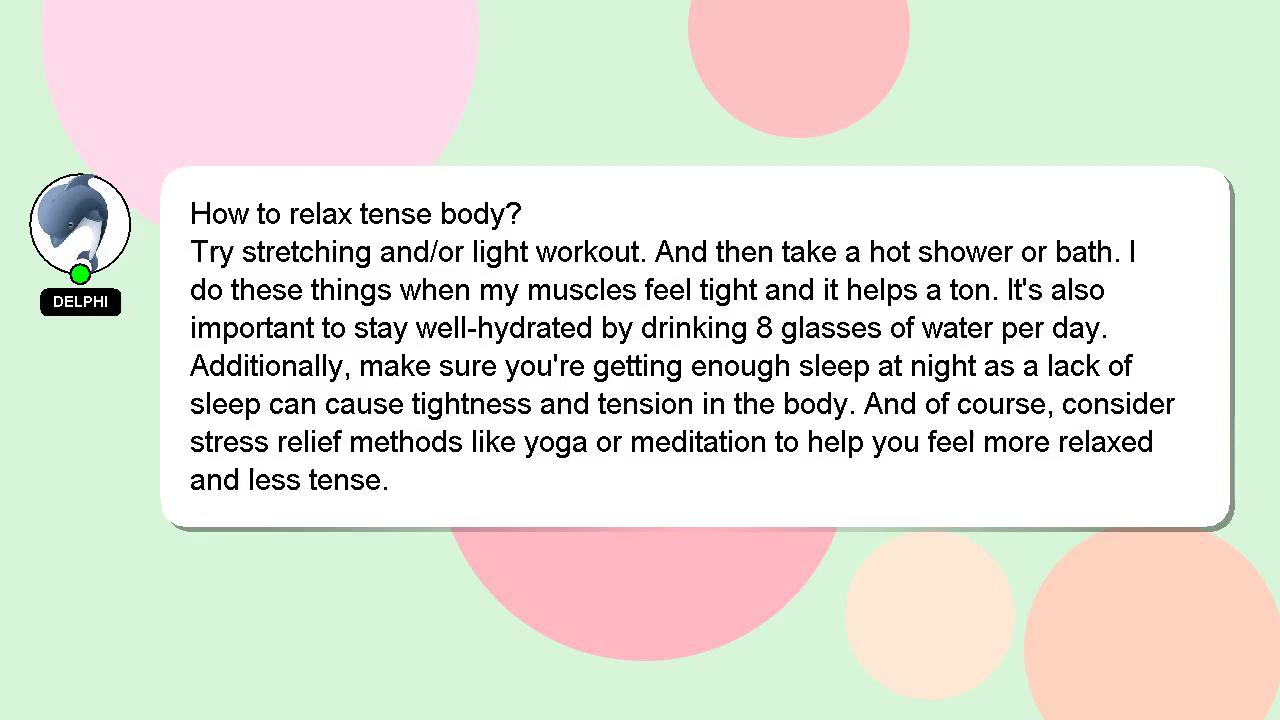 How to relax tense body?
Try stretching and/or light workout. And then take a hot shower or bath. I
do these things when my muscles feel tight and it helps a ton. It's also
important to stay well-hydrated by drinking 8 glasses of water per day.
Additionally, make sure you're getting enough sleep at night as a lack of
sleep can cause tightness and tension in the body. And of course, consider
stress relief methods like yoga or meditation to help you feel more relaxed
and less tense.
DELPHI